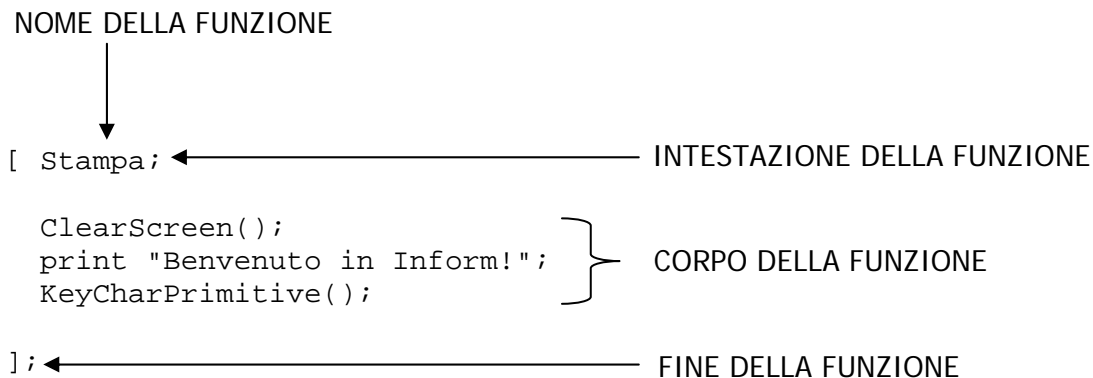 NOME DELLA FUNZIONE
[ Stampa; INTESTAZIONE DELLA FUNZIONE
ClearScreen();
print "Benvenuto in Inform!"; CORPO DELLA FUNZIONE
KeyCharPrimitive();
]; FINE DELLA FUNZIONE